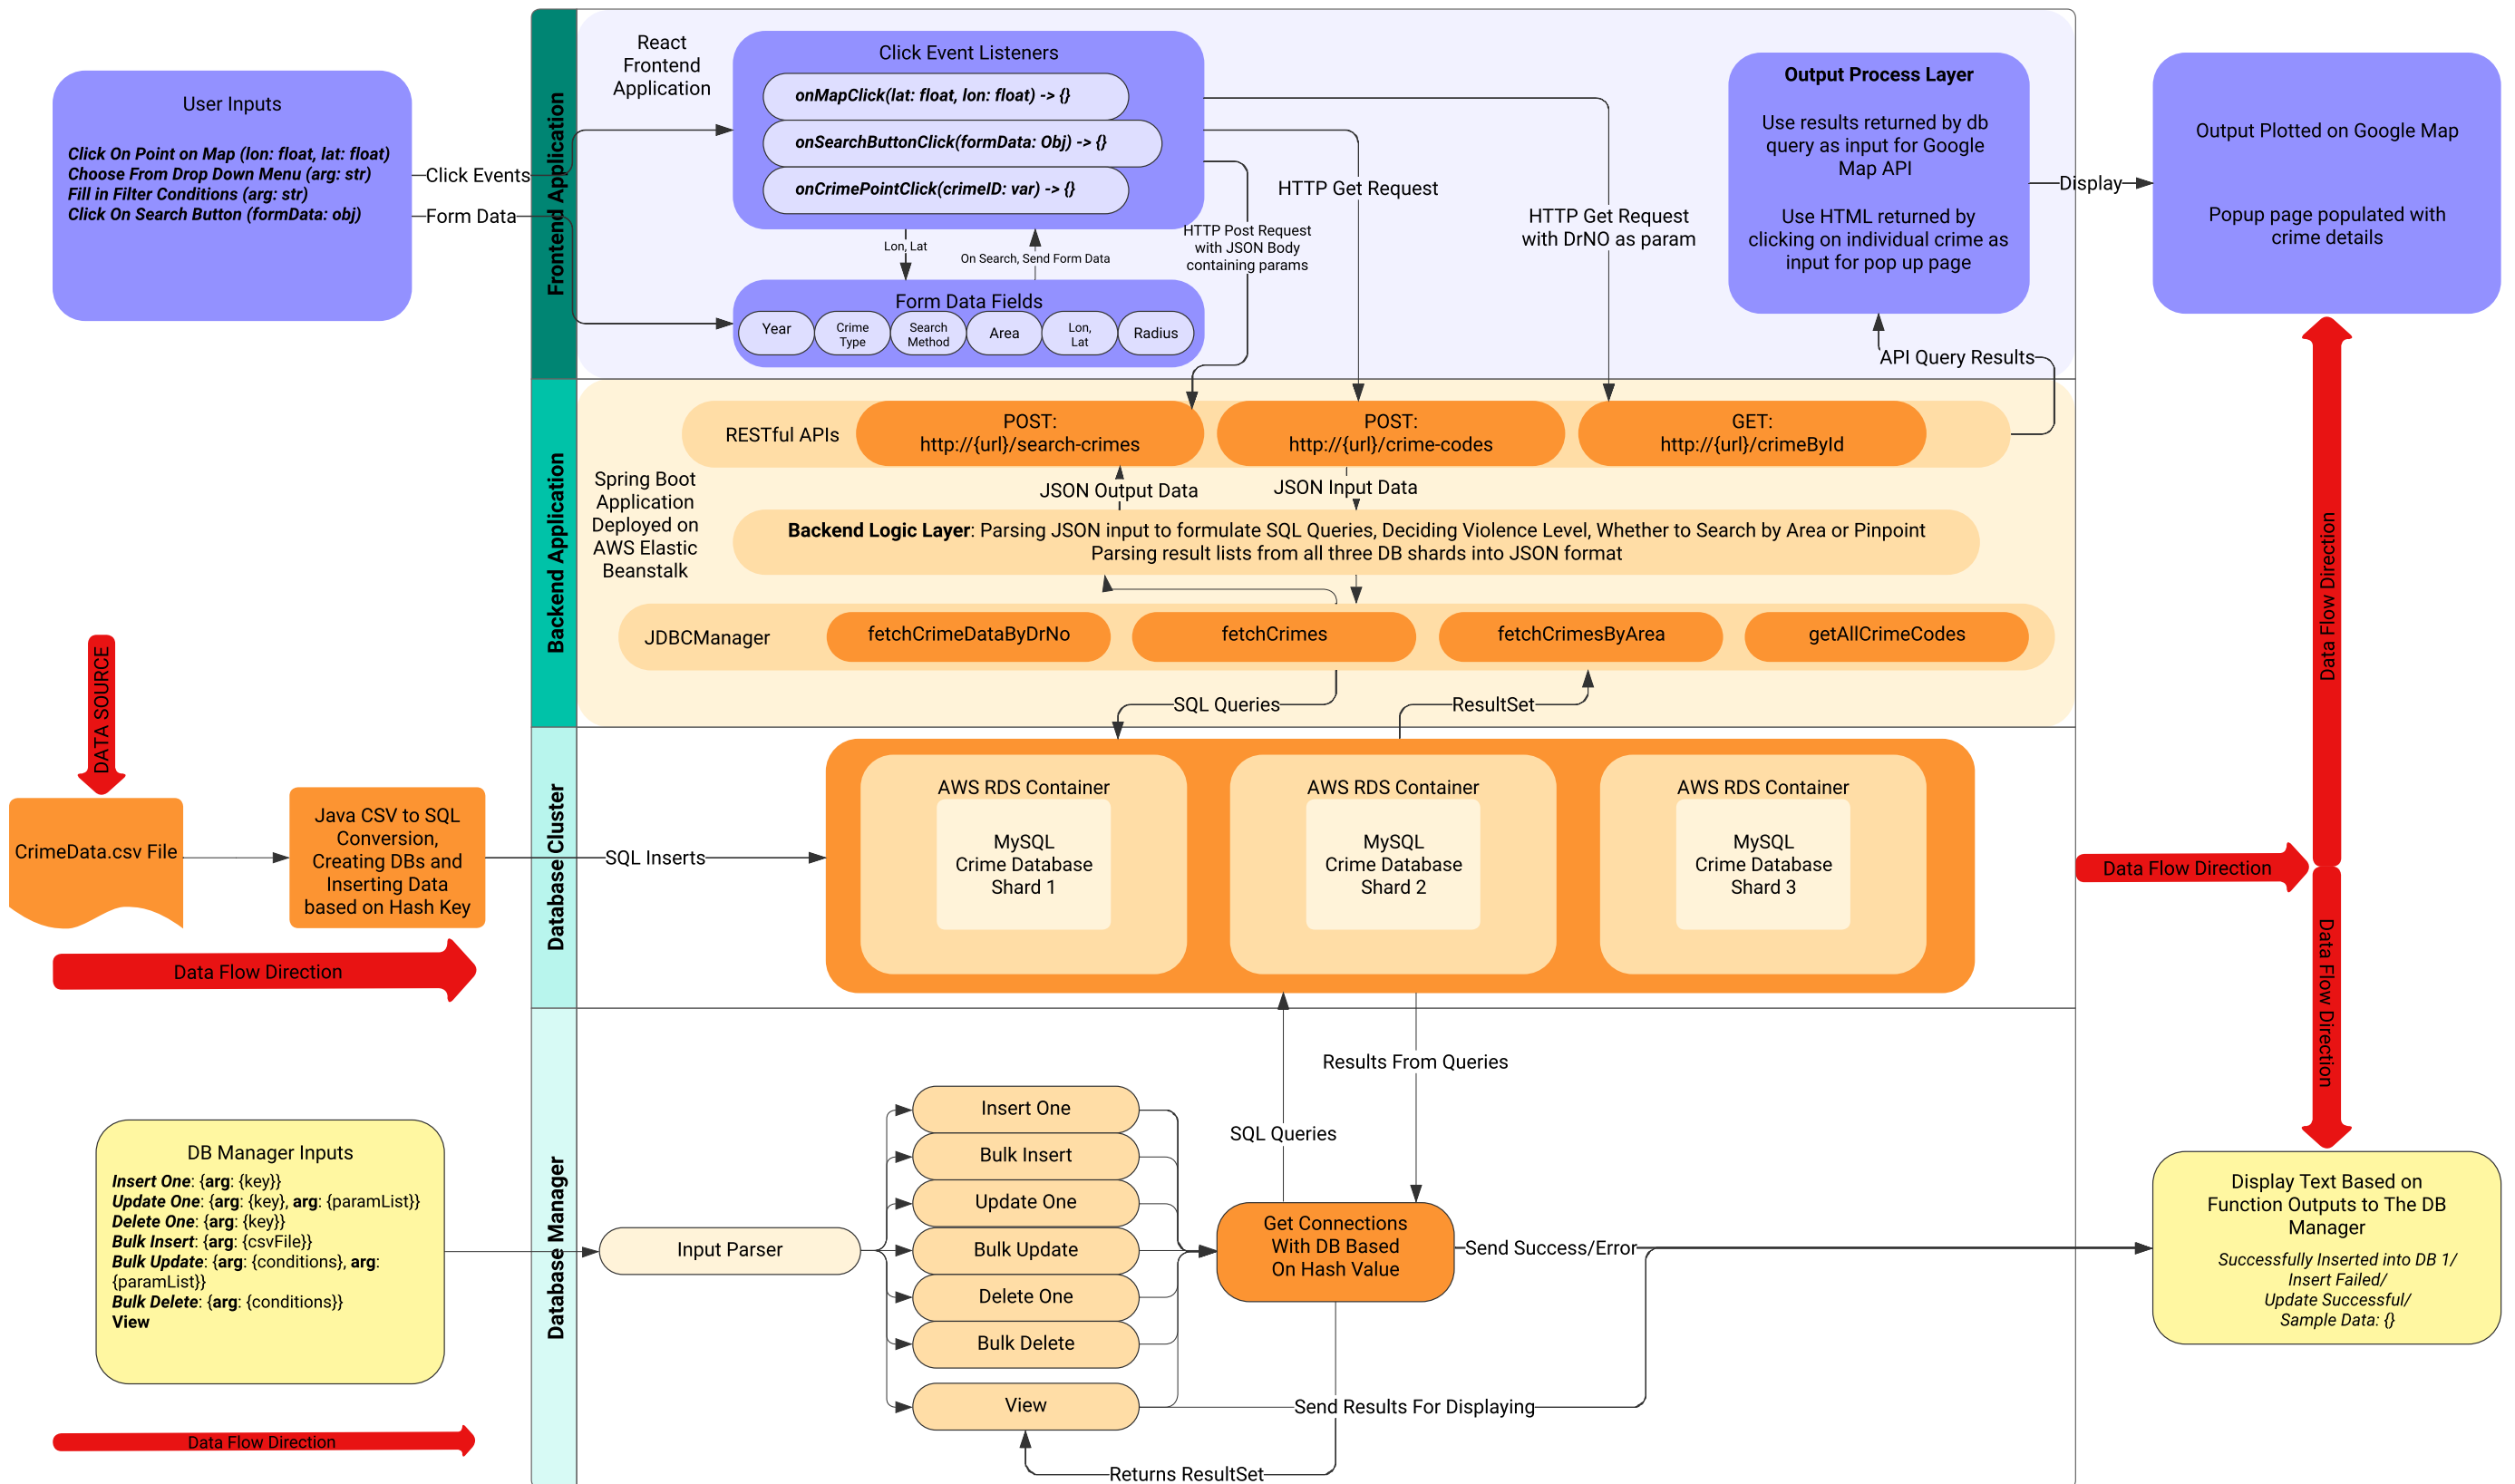 User Inputs
Click On Point on Map (lon: float, lat: float)
Choose From Drop Down Menu (arg: str)
Fill in Filter Conditions (arg: str)
Click On Search Button (formData: obj)
Click Events
Form Data
Frontend Application
React
Frontend
Application
Click Event Listeners
onMapClick(lat: float, lon: float) -> {}
onSearchButtonClick(formData: Obj) -> {}
onCrimePointClick(crimeID: var) -> {}
Lon, Lat
On Search, Send Form Data
Form Data Fields
Year
Crime
Type
Search
Method
Area
Lon,
Lat
Radius
HTTP Post Request
with JSON Body
containing params
HTTP Get Request
HTTP Get Request
with DrNO as param
Output Process Layer
Use results returned by db
query as input for Google
Map API
Use HTML returned by
clicking on individual crime as
input for pop up page
Display
Output Plotted on Google Map
Popup page populated with
crime details
API Query Results
Backend Application
RESTful APIs
POST:
http://{url}/search-crimes
POST:
http://{url}/crime-codes
GET:
http://{url}/crimeById
Spring Boot
Application
Deployed on
AWS Elastic
Beanstalk
JSON Output Data
JSON Input Data
Backend Logic Layer: Parsing JSON input to formulate SQL Queries, Deciding Violence Level, Whether to Search by Area or Pinpoint
Parsing result lists from all three DB shards into JSON format
JDBCManager
fetchCrimeDataByDrNo
fetchCrimes
fetchCrimesByArea
getAllCrimeCodes
SQL Queries
ResultSet
DATA SOURCE
CrimeData.csv File
Java CSV to SQL
Conversion,
Creating DBs and
Inserting Data
based on Hash Key
SQL Inserts
Data Flow Direction
Database Cluster
AWS RDS Container
MySQL
Crime Database
Shard 1
AWS RDS Container
MySQL
Crime Database
Shard 2
AWS RDS Container
MySQL
Crime Database
Shard 3
Data Flow Direction
Data Flow Direction
Data Flow Direction
Database Manager
DB Manager Inputs
Insert One: {arg: {key}}
Update One: {arg: {key}, arg: {paramList}}
Delete One: {arg: {key}}
Bulk Insert: {arg: {csvFile}}
Bulk Update: {arg: {conditions}, arg:
{paramList}}
Bulk Delete: {arg: {conditions}}
View
Data Flow Direction
Input Parser
Insert One
Bulk Insert
Update One
Bulk Update
Delete One
Bulk Delete
View
SQL Queries
Results From Queries
Get Connections
With DB Based
On Hash Value
Send Success/Error
Send Results For Displaying
Returns ResultSet
Display Text Based on
Function Outputs to The DB
Manager
Successfully Inserted into DB 1/
Insert Failed/
Update Successful/
Sample Data: {}